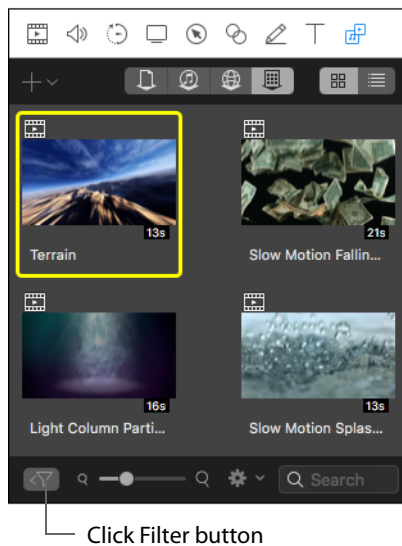 T
13s
21s
Terrain
Slow Motion Fallin...
16s
13s
Light Column Parti...
Slow Motion Splas...
Search
Click Filter button